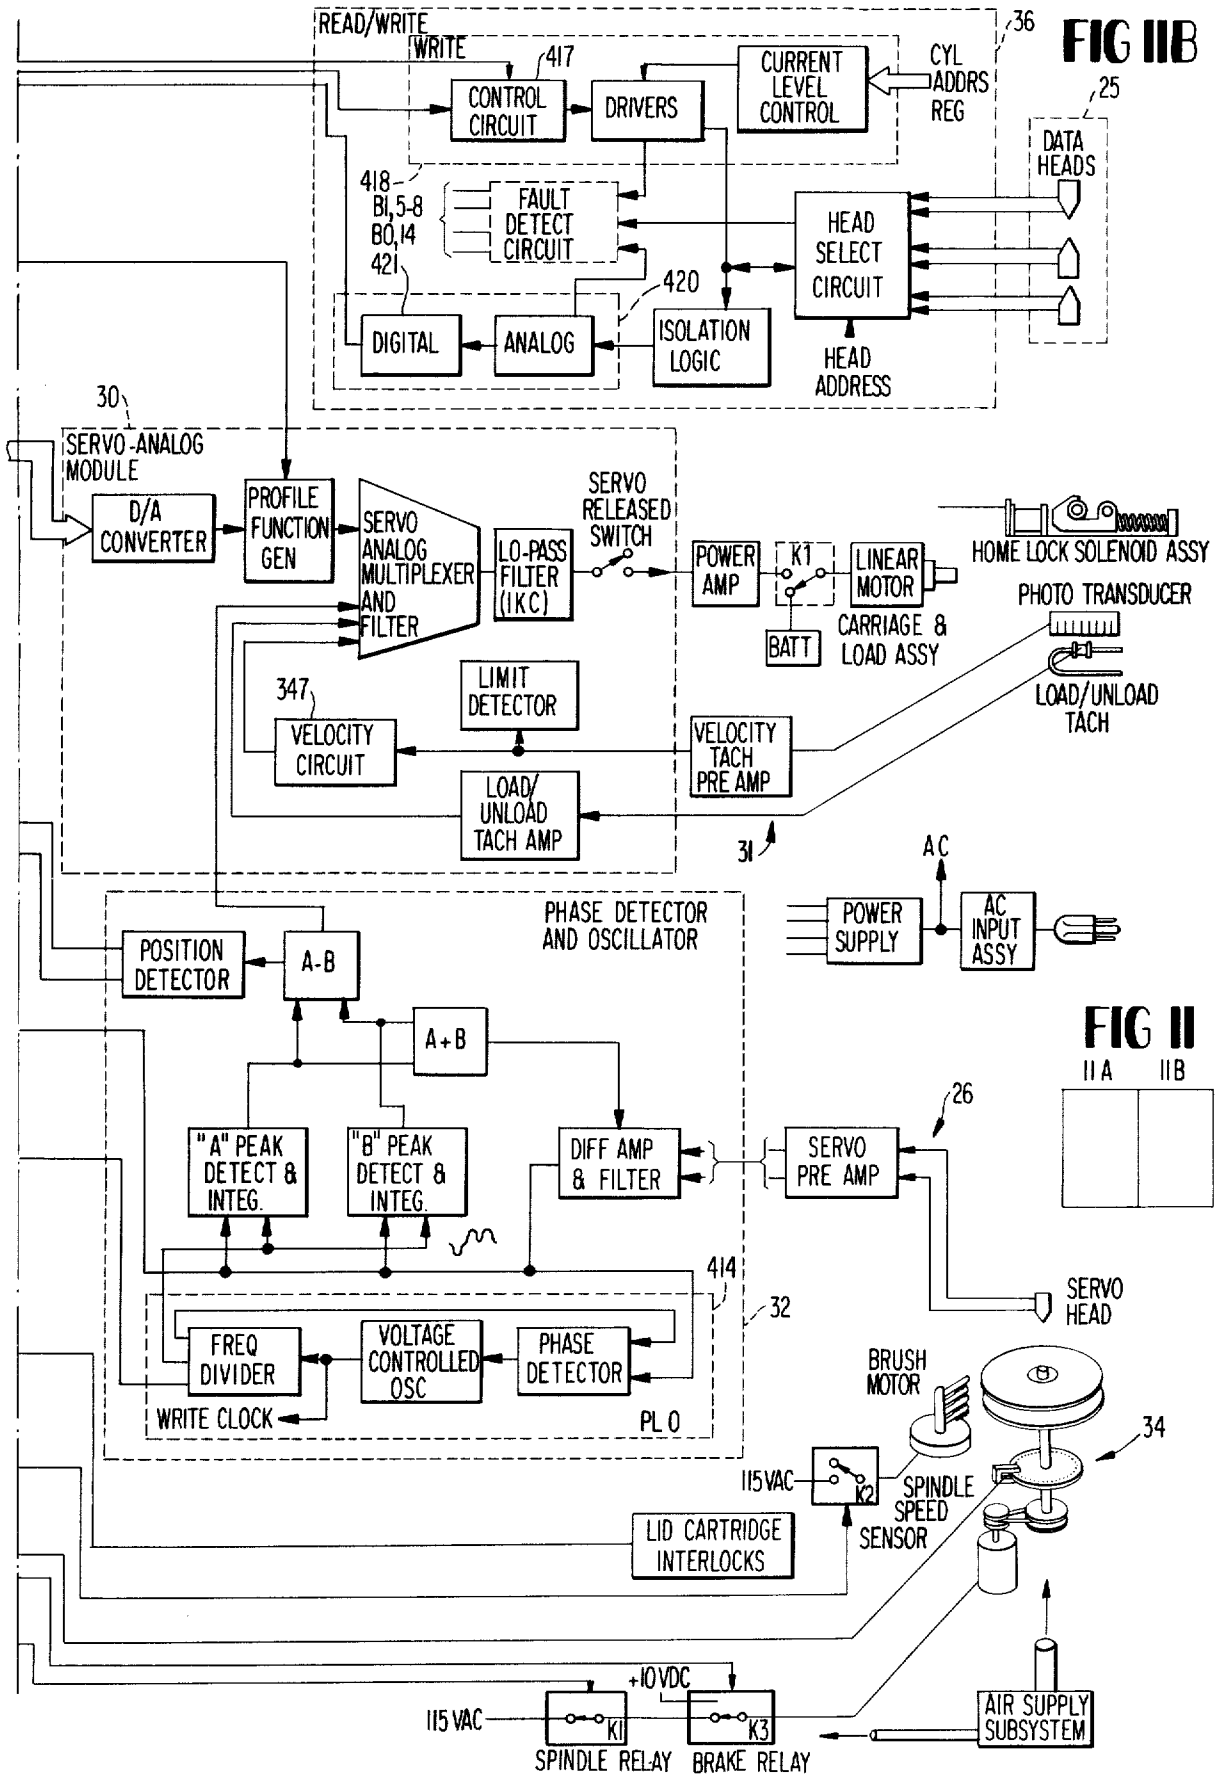 READ/WRITE
36
FIG 11B
WRITE
417
CONTROL
CIRCUIT
DRIVERS
CURRENT
LEVEL
CONTROL
CYL
ADDRS
REG
25
DATA
HEADS
418
B1,5-8
B0,14
421
FAULT
DETECT
CIRCUIT
HEAD
SELECT
CIRCUIT
420
DIGITAL
ANALOG
ISOLATION
LOGIC
HEAD
ADDRESS
30
SERVO-ANALOG
MODULE
D/A
CONVERTER
PROFILE
FUNCTION
GEN
SERVO
ANALOG
MULTIPLEXER
AND
FILTER
LO-PASS
FILTER
(1KC)
SERVO
RELEASED
SWITCH
POWER
AMP
K1
BATT
LINEAR
MOTOR
CARRIAGE &
LOAD ASSY
HOME LOCK SOLENOID ASSY
PHOTO TRANSDUCER
LOAD/UNLOAD
TACH
347
VELOCITY
CIRCUIT
LIMIT
DETECTOR
VELOCITY
TACH
PRE AMP
LOAD/
UNLOAD
TACH AMP
31
AC
POWER
SUPPLY
AC
INPUT
ASSY
PHASE DETECTOR
AND OSCILLATOR
POSITION
DETECTOR
A-B
A+B
FIG 11
11A
11B
"A" PEAK
DETECT &
INTEG.
"B" PEAK
DETECT &
INTEG.
DIFF AMP
& FILTER
SERVO
PRE AMP
26
414
32
SERVO
HEAD
FREQ
DIVIDER
VOLTAGE
CONTROLLED
OSC
PHASE
DETECTOR
WRITE CLOCK
PLO
BRUSH
MOTOR
34
115VAC
K2
SPINDLE
SPEED
SENSOR
LID CARTRIDGE
INTERLOCKS
+10VDC
115VAC
K1
K3
SPINDLE RELAY
BRAKE RELAY
AIR SUPPLY
SUBSYSTEM